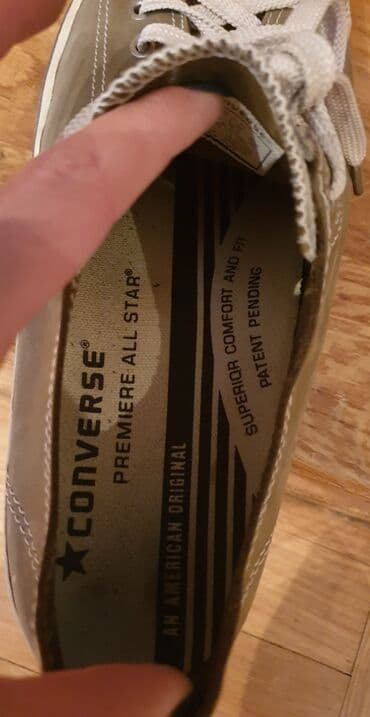 CONVERSE®
PREMIERE ALL STAR®
AN AMERICAN ORIGINAL
SUPERIOR COMFORT AND FIT
PATENT PENDING